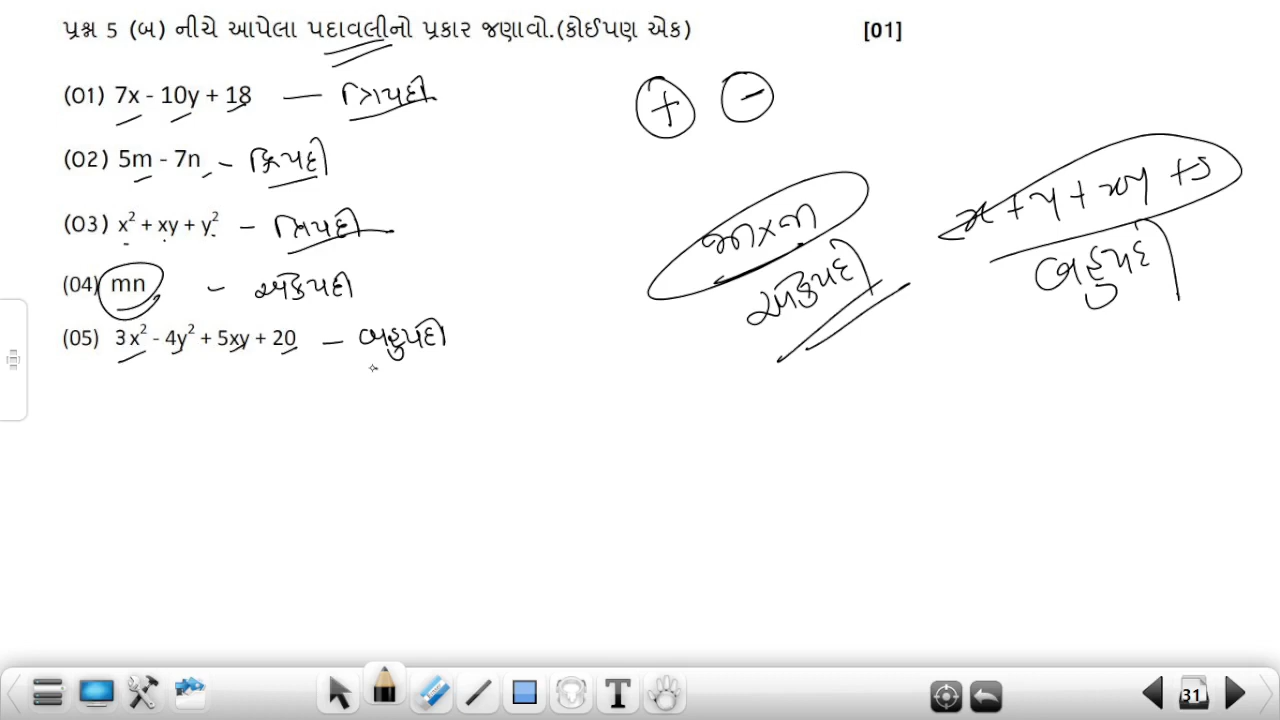 પ્રશ્ન 5 (બ) નીચે આપેલા પદાવલીનો પ્રકાર જણાવો.(કોઈપણ એક) [01]
(01) 7x - 10y + 18 — ત્રિપદી
(02) 5m - 7n - દ્વિપદી
(03) x² + xy + y² - ત્રિપદી
(04) mn - એકપદી
(05) 3x² - 4y² + 5xy + 20 - બહુપદી
+ -
એકપદી
x + y + xy + 5
બહુપદી
31